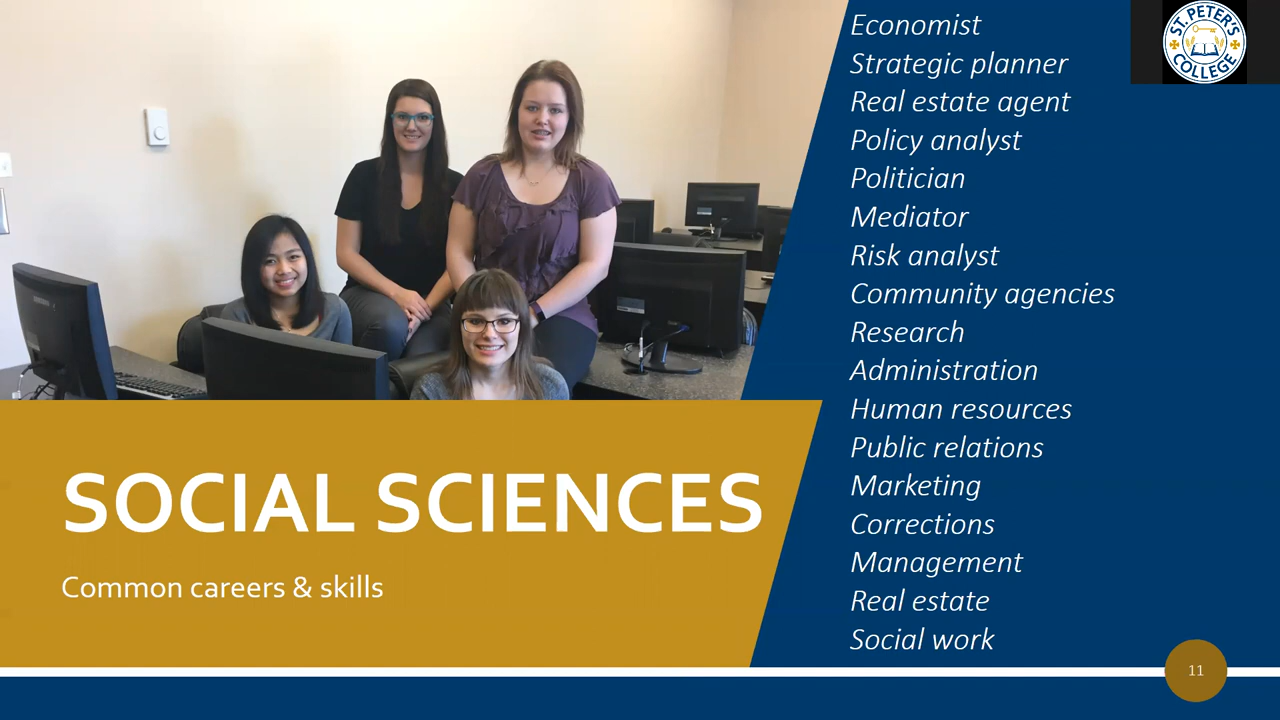 Economist
Strategic planner
Real estate agent
Policy analyst
Politician
Mediator
Risk analyst
Community agencies
Research
Administration
Human resources
Public relations
Marketing
Corrections
Management
Real estate
Social work
ST. PETER'S
COLLEGE
SOCIAL SCIENCES
Common careers & skills
11